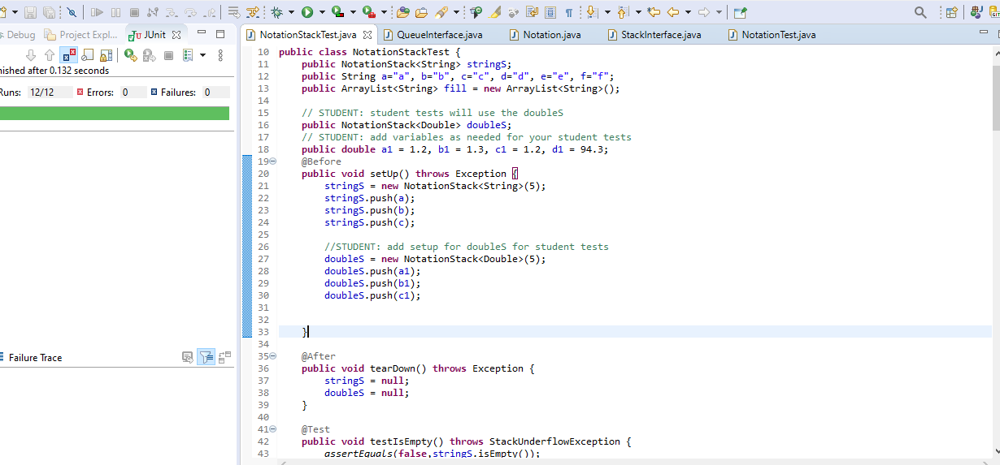 Debug Project Expl... JUnit
NotationStackTest.java QueueInterface.java Notation.java StackInterface.java NotationTest.java
nished after 0.132 seconds
Runs: 12/12 Errors: 0 Failures: 0
Failure Trace
10 public class NotationStackTest {
11 public NotationStack<String> stringS;
12 public String a="a", b="b", c="c", d="d", e="e", f="f";
13 public ArrayList<String> fill = new ArrayList<String>();
14
15 // STUDENT: student tests will use the doubleS
16 public NotationStack<Double> doubleS;
17 // STUDENT: add variables as needed for your student tests
18 public double a1 = 1.2, b1 = 1.3, c1 = 1.2, d1 = 94.3;
19 @Before
20 public void setUp() throws Exception {
21 stringS = new NotationStack<String>(5);
22 stringS.push(a);
23 stringS.push(b);
24 stringS.push(c);
25
26 //STUDENT: add setup for doubleS for student tests
27 doubleS = new NotationStack<Double>(5);
28 doubleS.push(a1);
29 doubleS.push(b1);
30 doubleS.push(c1);
31
32
33 }
34
35 @After
36 public void tearDown() throws Exception {
37 stringS = null;
38 doubleS = null;
39 }
40
41 @Test
42 public void testIsEmpty() throws StackUnderflowException {
43 assertEquals(false,stringS.isEmpty());